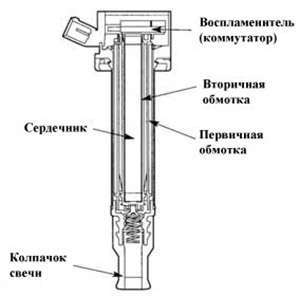 Воспламенитель
(коммутатор)
Вторичная
обмотка
Сердечник
Первичная
обмотка
Колпачок
свечи